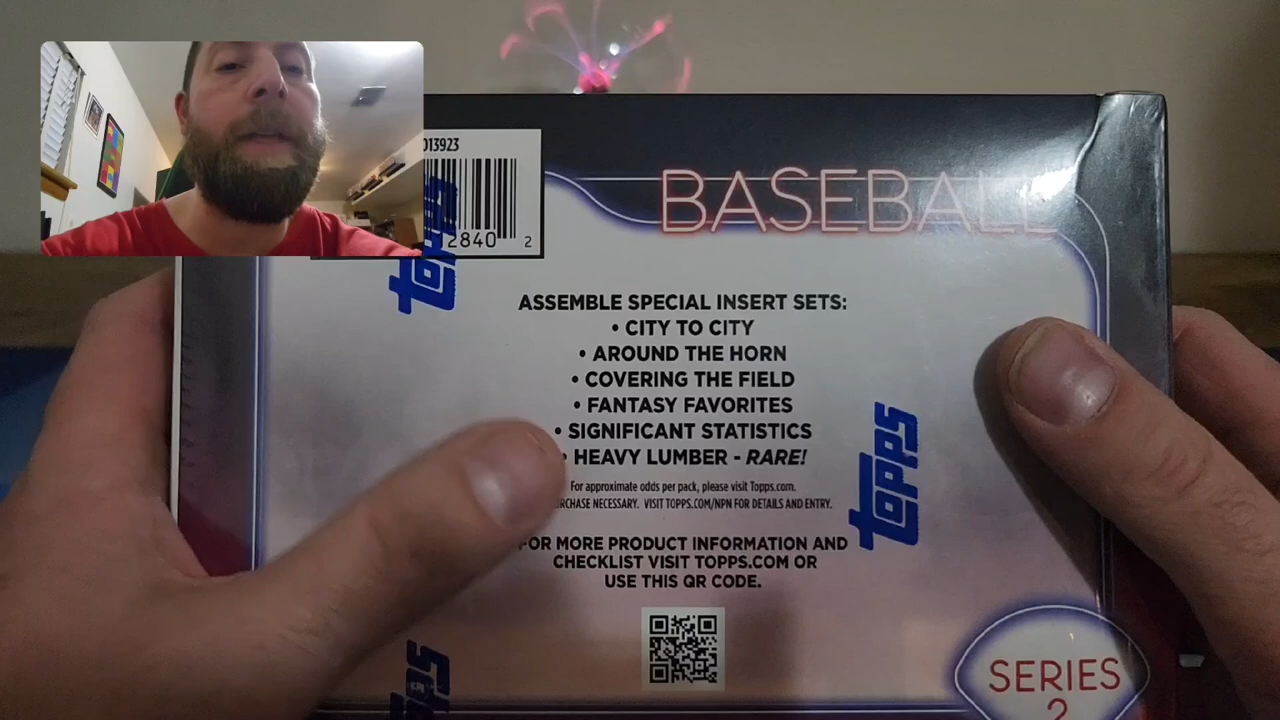 013923
2840 2
BASEBALL
Topps
ASSEMBLE SPECIAL INSERT SETS:
• CITY TO CITY
• AROUND THE HORN
• COVERING THE FIELD
• FANTASY FAVORITES
• SIGNIFICANT STATISTICS
• HEAVY LUMBER - RARE!
For approximate odds per pack, please visit Topps.com.
NECESSARY. VISIT TOPPS.COM/NPN FOR DETAILS AND ENTRY.
Topps
FOR MORE PRODUCT INFORMATION AND
CHECKLIST VISIT TOPPS.COM OR
USE THIS QR CODE.
SERIES
2